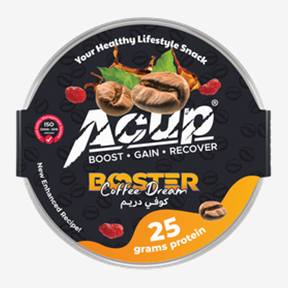 Your Healthy Lifestyle Snack
ISO
Acup®
BOOST • GAIN • RECOVER
BOOSTER
Coffee Dream
كوفي دريم
New Enhanced Recipe!
25
grams protein